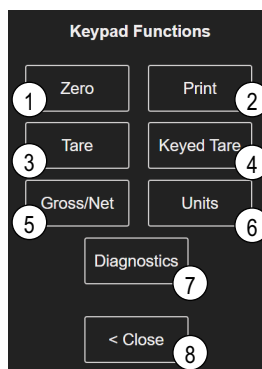 Keypad Functions
Zero
Print
1
2
Tare
Keyed Tare
3
4
Gross/Net
Units
5
6
Diagnostics
7
< Close
8